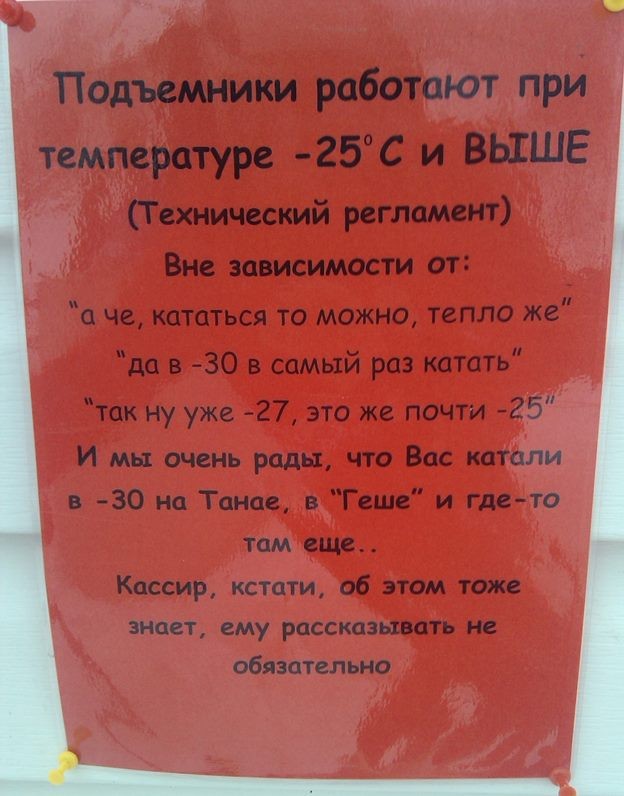 Подъемники работают при
температуре -25°С и ВЫШЕ
(Технический регламент)
Вне зависимости от:
"а че, кататься то можно, тепло же"
"да в -30 в самый раз катать"
"так ну уже -27, это же почти -25"
И мы очень рады, что Вас катали
в -30 на Танае, в "Геше" и где-то
там еще..
Кассир, кстати, об этом тоже
знает, ему рассказывать не
обязательно